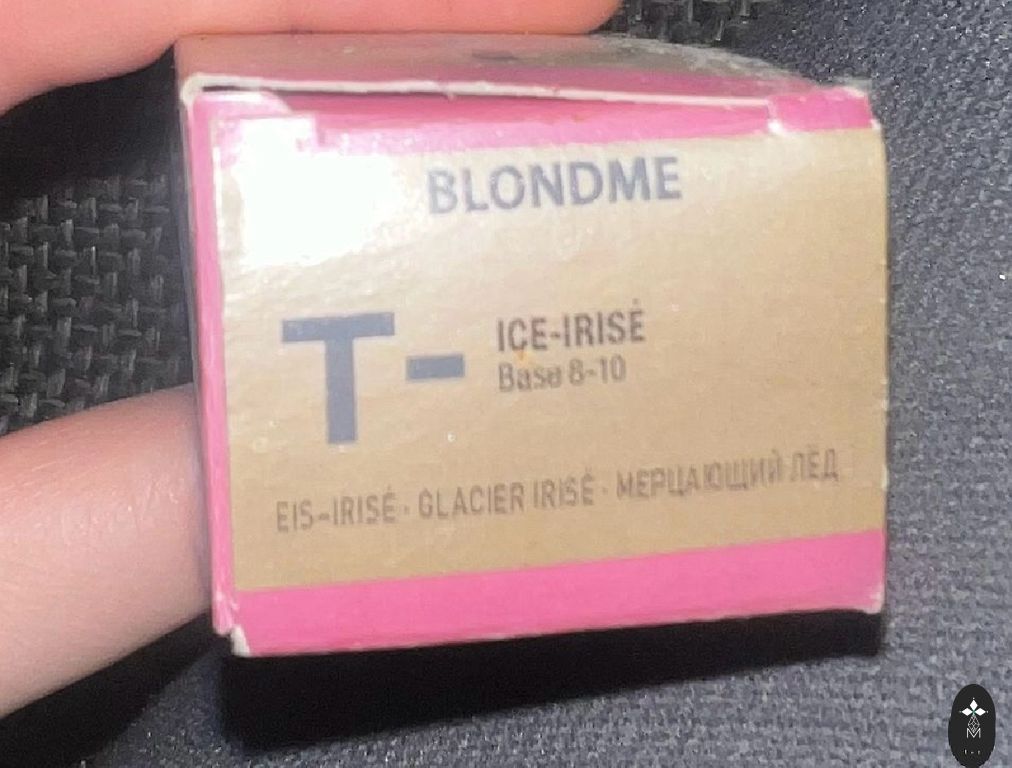 BLONDME
T-
ICE-IRISÉ
Base 8-10
EIS-IRISÉ · GLACIER IRISÉ · МЕРЦАЮЩИЙ ЛЁД